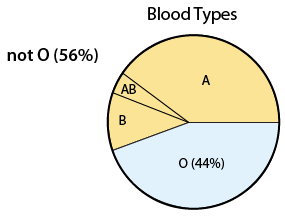 Blood Types
not O (56%)
A
AB
B
O (44%)